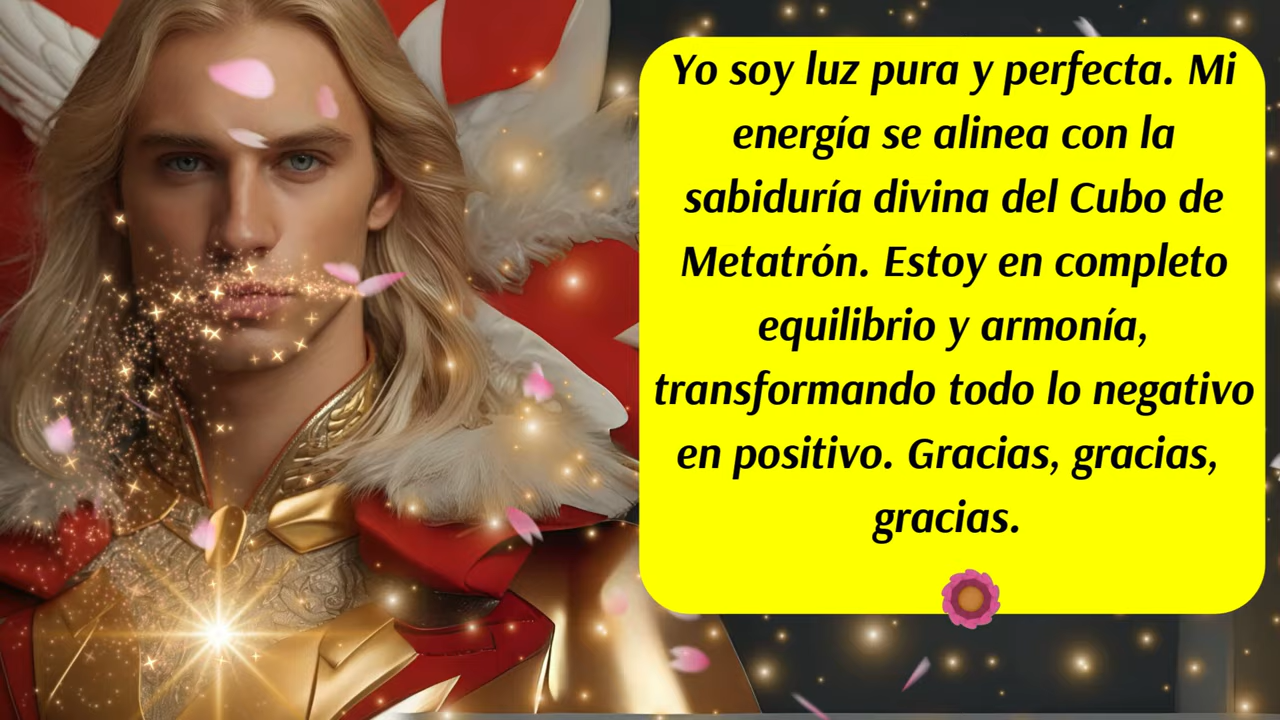 Yo soy luz pura y perfecta. Mi
energía se alinea con la
sabiduría divina del Cubo de
Metatrón. Estoy en completo
equilibrio y armonía,
transformando todo lo negativo
en positivo. Gracias, gracias,
gracias.